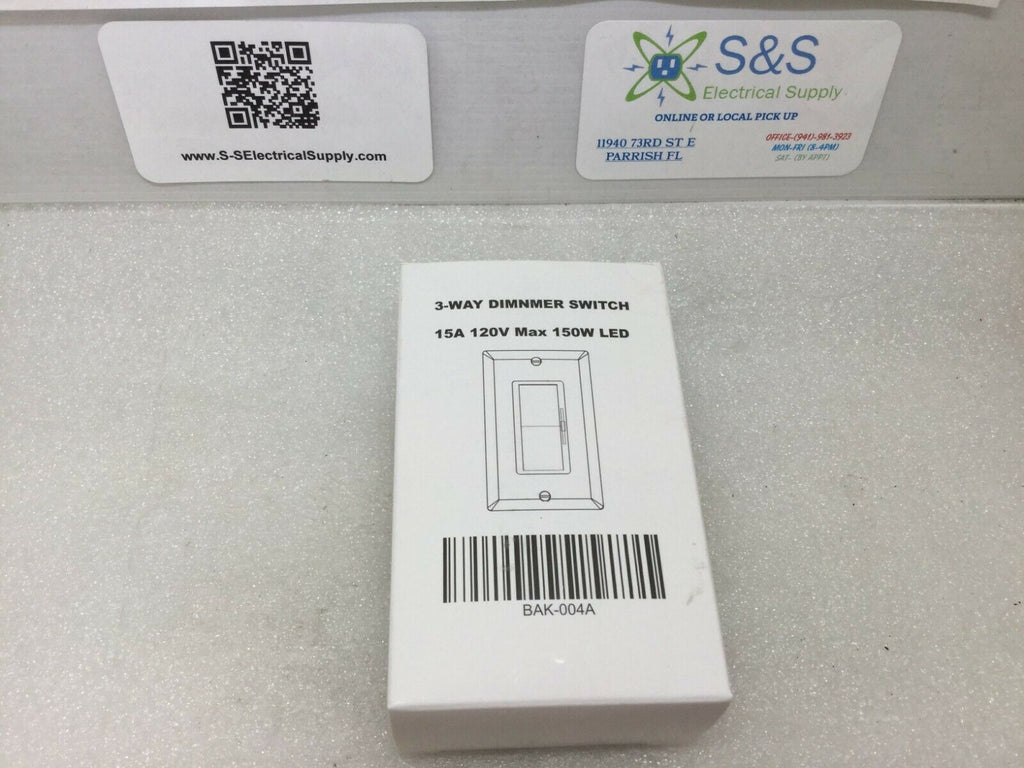 www.S-SElectricalSupply.com
S&S
Electrical Supply
ONLINE OR LOCAL PICK UP
11940 73RD ST E
PARRISH FL
OFFICE-(941)-981-3923
MON-FRI (8-4PM)
SAT- (BY APPT)
3-WAY DIMNMER SWITCH
15A 120V Max 150W LED
BAK-004A